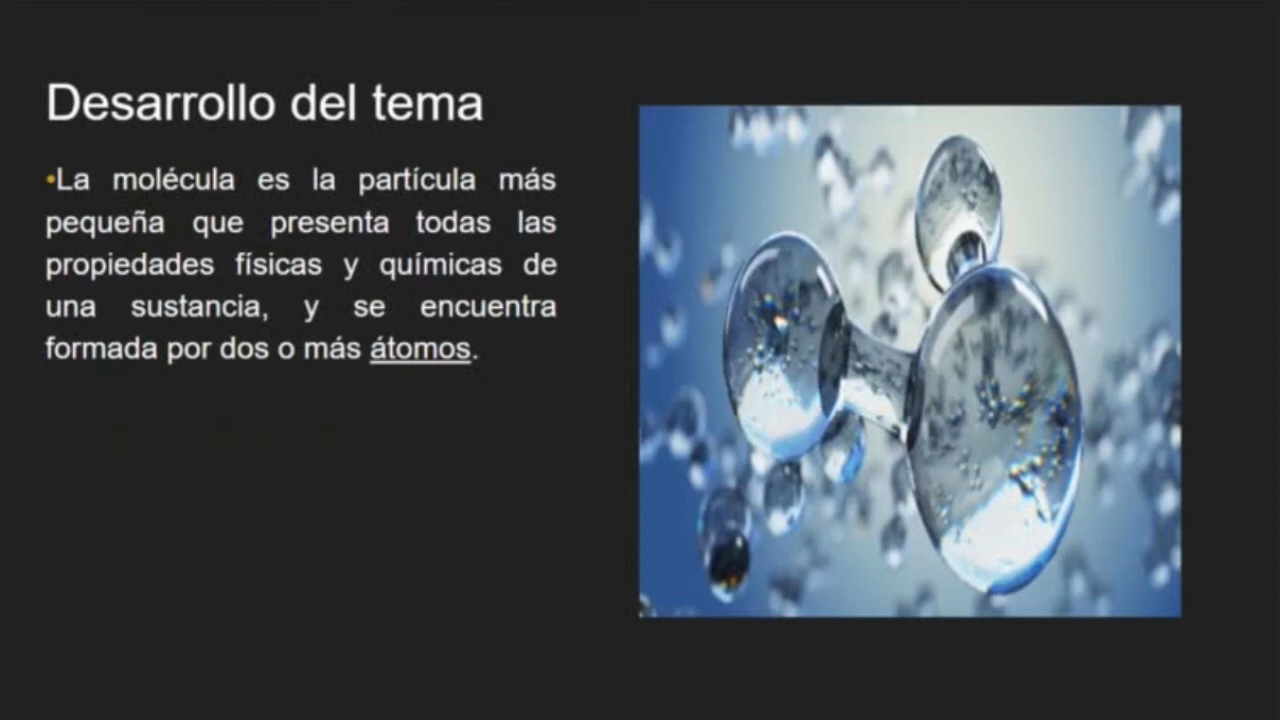 Desarrollo del tema
•La molécula es la partícula más
pequeña que presenta todas las
propiedades físicas y químicas de
una sustancia, y se encuentra
formada por dos o más átomos.